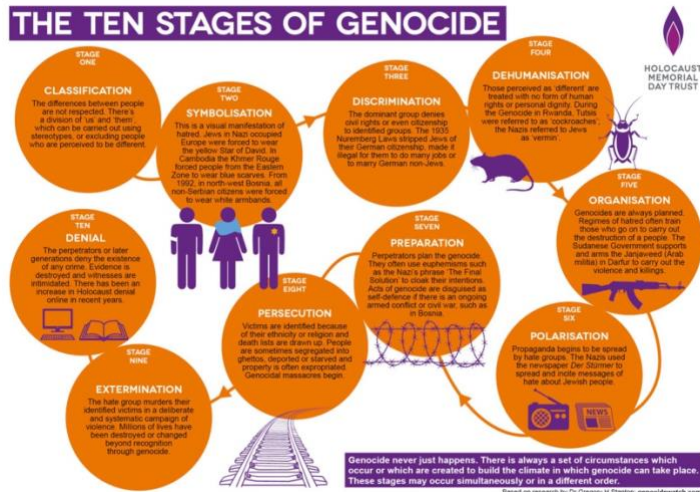 THE TEN STAGES OF GENOCIDE
HOLOCAUST
MEMORIAL
DAY TRUST
STAGE
ONE
CLASSIFICATION
The differences between people
are not respected. There's
a division of 'us' and 'them',
which can be carried out using
stereotypes, or excluding people
who are perceived to be different.
STAGE
TWO
SYMBOLISATION
This is a visual manifestation
of hatred. Jews in Nazi occupied
Europe were forced to wear
the yellow Star of David. In
Cambodia the Khmer Rouge
forced people from the Eastern
Zone to wear blue scarves. From
1992, in north-west Bosnia, all
non-Serbian citizens were forced
to wear white armbands.
STAGE
THREE
DISCRIMINATION
The dominant group denies
civil rights or even citizenship
to identified groups. The 1935
Nuremberg Laws stripped Jews of
their German citizenship, made it
illegal for them to do many jobs or
to marry German non-Jews.
STAGE
FOUR
DEHUMANISATION
Those perceived as 'different' are
treated with no form of human
rights or personal dignity. During
the Genocide in Rwanda, Tutsis
were referred to as 'cockroaches';
the Nazis referred to Jews
as 'vermin'.
STAGE
FIVE
ORGANISATION
Genocides are always planned.
Regimes of hatred often train
those who go on to carry out
the destruction of a people. The
Sudanese Government supports
and arms the Janjaweed (Arab
militia) in Darfur to carry out the
violence and killings.
STAGE
SIX
POLARISATION
Propaganda begins to be spread
by hate groups. The Nazis used
the newspaper Der Stürmer to
spread and incite messages of
hate about Jewish people.
NEWS
STAGE
SEVEN
PREPARATION
Perpetrators plan the genocide.
They often use euphemisms such
as the Nazi's phrase 'The Final
Solution' to cloak their intentions.
Acts of genocide are disguised as
self-defence if there is an ongoing
armed conflict or civil war, such as
in Bosnia.
STAGE
EIGHT
PERSECUTION
Victims are identified because
of their ethnicity or religion and
death lists are drawn up. People
are sometimes segregated into
ghettos, deported or starved and
property is often expropriated.
Genocidal massacres begin.
STAGE
NINE
EXTERMINATION
The hate group murders their
identified victims in a deliberate
and systematic campaign of
violence. Millions of lives have
been destroyed or changed
beyond recognition
through genocide.
STAGE
TEN
DENIAL
The perpetrators or later
generations deny the existence
of any crime. Evidence is
destroyed and witnesses are
intimidated. There has been an
increase in Holocaust denial
online in recent years.
Genocide never just happens. There is always a set of circumstances which
occur or which are created to build the climate in which genocide can take place.
These stages may occur simultaneously or in a different order.
Based on research by Dr Gregory H Stanton,